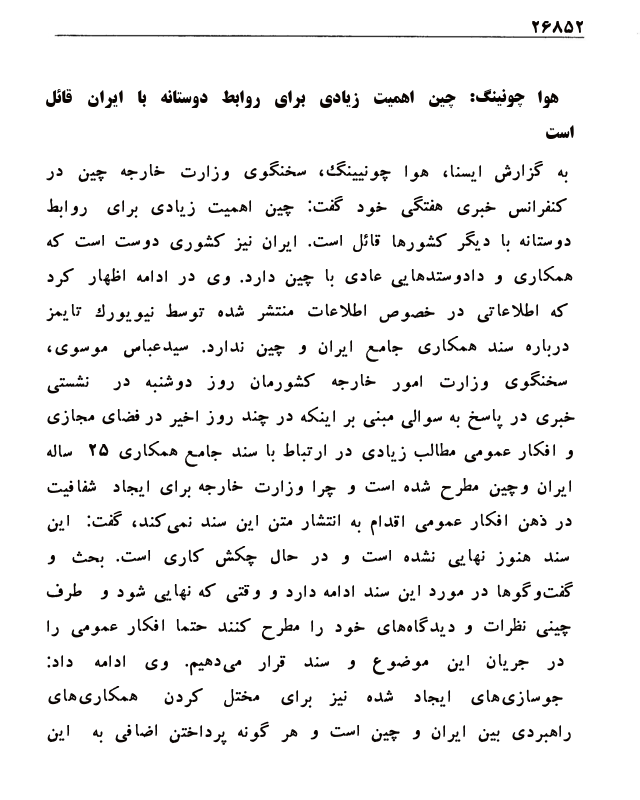 ۲۶۸۵۲
هوا چونینگ: چین اهمیت زیادی برای روابط دوستانه با ایران قائل
است
به گزارش ایسنا، هوا چونیینگ، سخنگوی وزارت خارجه چین در
کنفرانس خبری هفتگی خود گفت: چین اهمیت زیادی برای روابط
دوستانه با دیگر کشورها قائل است. ایران نیز کشوری دوست است که
همکاری و دادوستدهایی عادی با چین دارد. وی در ادامه اظهار کرد
که اطلاعاتی در خصوص اطلاعات منتشر شده توسط نیویورك تایمز
درباره سند همکاری جامع ایران و چین ندارد. سیدعباس موسوی،
سخنگوی وزارت امور خارجه کشورمان روز دوشنبه در نشستی
خبری در پاسخ به سوالی مبنی بر اینکه در چند روز اخیر در فضای مجازی
و افکار عمومی مطالب زیادی در ارتباط با سند جامع همکاری ۲۵ ساله
ایران وچین مطرح شده است و چرا وزارت خارجه برای ایجاد شفافیت
در ذهن افکار عمومی اقدام به انتشار متن این سند نمی‌کند، گفت: این
سند هنوز نهایی نشده است و در حال چکش کاری است. بحث و
گفت‌وگوها در مورد این سند ادامه دارد و وقتی که نهایی شود و طرف
چینی نظرات و دیدگاه‌های خود را مطرح کنند حتما افکار عمومی را
در جریان این موضوع و سند قرار می‌دهیم. وی ادامه داد:
جوسازی‌های ایجاد شده نیز برای مختل کردن همکاری‌های
راهبردی بین ایران و چین است و هر گونه پرداختن اضافی به این